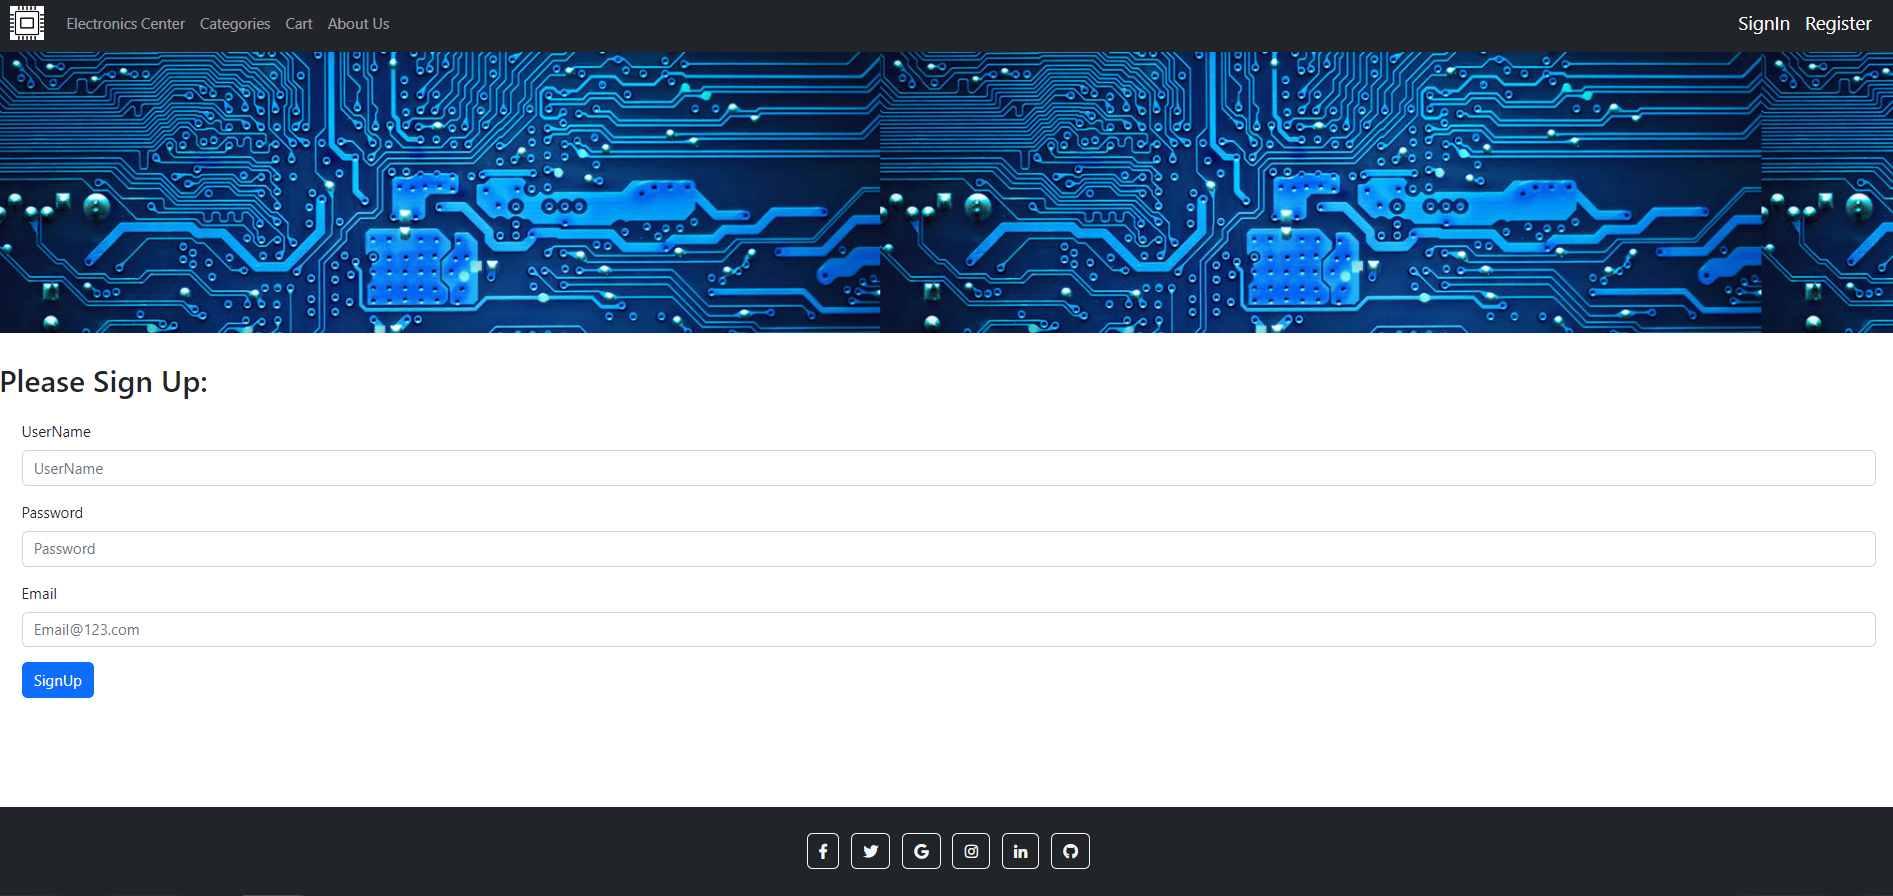 Electronics Center Categories Cart About Us SignIn Register
Please Sign Up:
UserName
UserName
Password
Password
Email
Email@123.com
SignUp